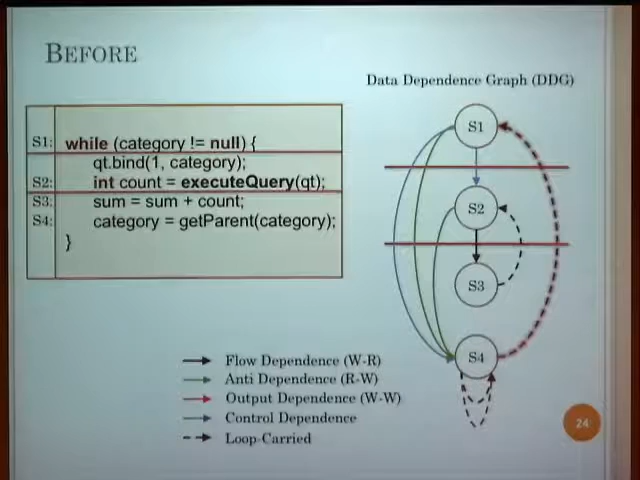 BEFORE
Data Dependence Graph (DDG)
S1: while (category != null) {
qt.bind(1, category);
S2: int count = executeQuery(qt);
S3: sum = sum + count;
S4: category = getParent(category);
}
S1
S2
S3
S4
Flow Dependence (W-R)
Anti Dependence (R-W)
Output Dependence (W-W)
Control Dependence
Loop-Carried
24